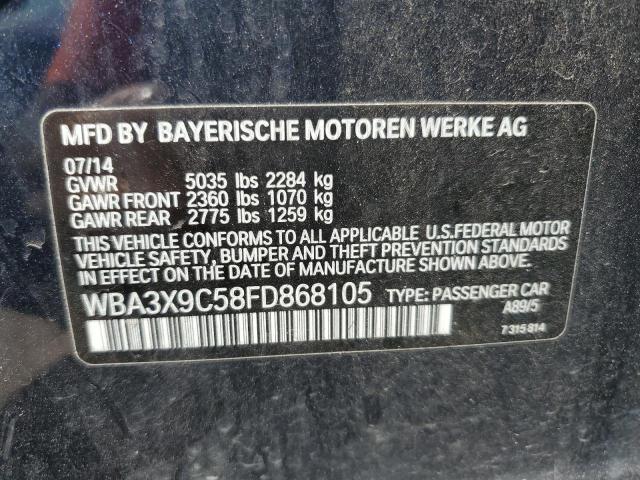 MFD BY BAYERISCHE MOTOREN WERKE AG
07/14
GVWR 5035 lbs 2284 kg
GAWR FRONT 2360 lbs 1070 kg
GAWR REAR 2775 lbs 1259 kg
THIS VEHICLE CONFORMS TO ALL APPLICABLE U.S.FEDERAL MOTOR
VEHICLE SAFETY, BUMPER AND THEFT PREVENTION STANDARDS
IN EFFECT ON THE DATE OF MANUFACTURE SHOWN ABOVE.
WBA3X9C58FD868105 TYPE: PASSENGER CAR
A89/5
7315814